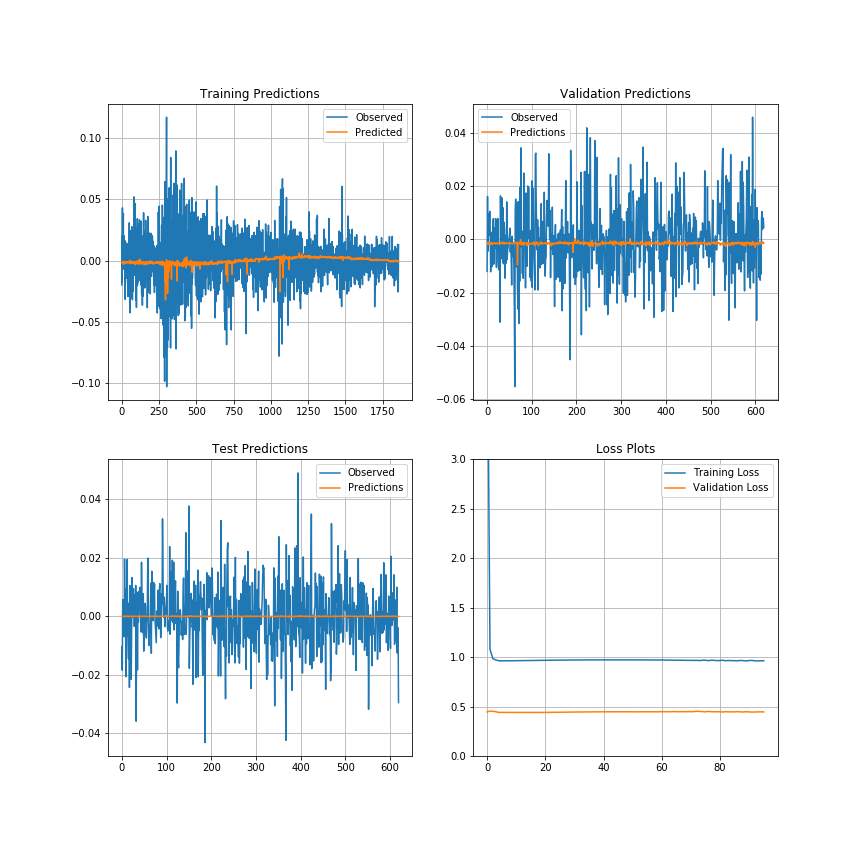 Training Predictions
Observed
Predicted
0.10
0.05
0.00
−0.05
−0.10
0 250 500 750 1000 1250 1500 1750
Validation Predictions
Observed
Predictions
0.04
0.02
0.00
−0.02
−0.04
−0.06
0 100 200 300 400 500 600
Test Predictions
Observed
Predictions
0.04
0.02
0.00
−0.02
−0.04
0 100 200 300 400 500 600
Loss Plots
Training Loss
Validation Loss
3.0
2.5
2.0
1.5
1.0
0.5
0.0
0 20 40 60 80